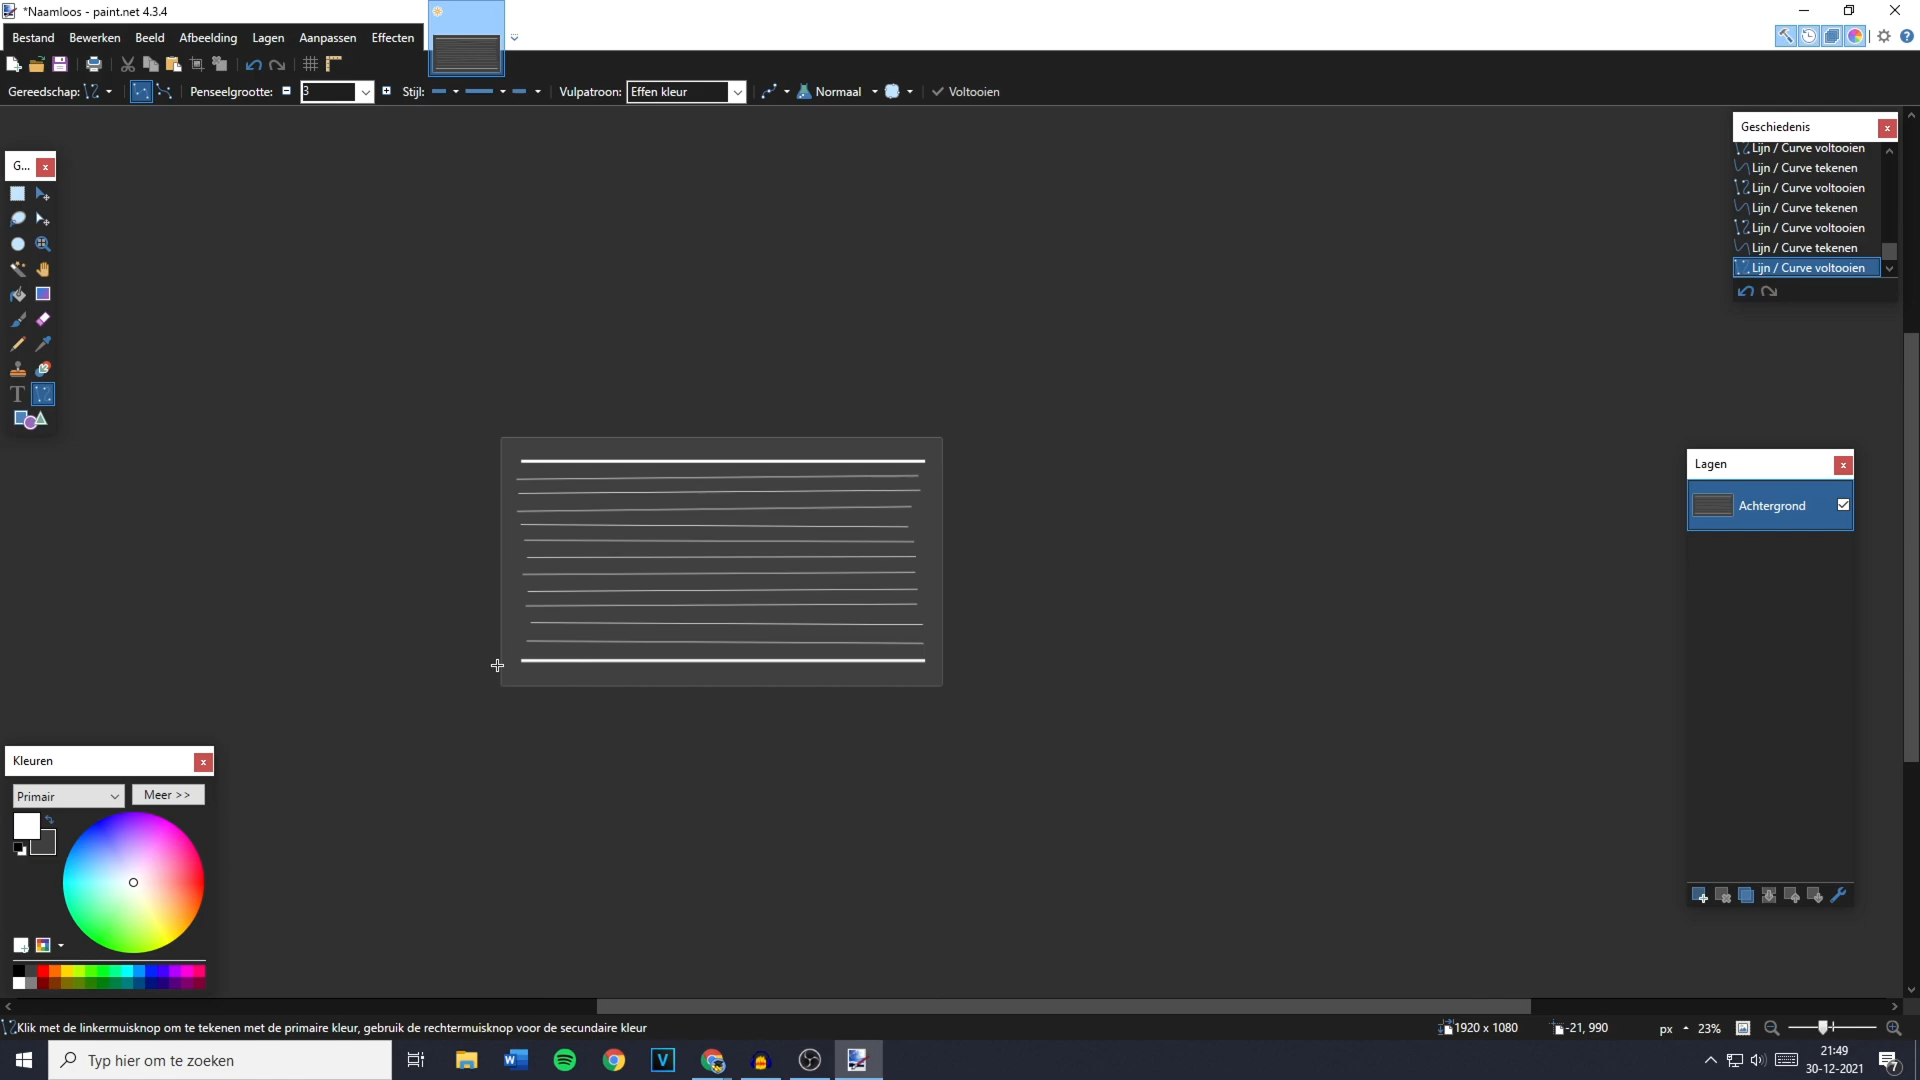 *Naamloos - paint.net 4.3.4
Bestand Bewerken Beeld Afbeelding Lagen Aanpassen Effecten
Gereedschap: Penseelgrootte: 3 Stijl: Vulpatroon: Effen kleur Normaal Voltooien
G...
Geschiedenis
Lijn / Curve voltooien
Lijn / Curve tekenen
Lijn / Curve voltooien
Lijn / Curve tekenen
Lijn / Curve voltooien
Lijn / Curve tekenen
Lijn / Curve voltooien
Lagen
Achtergrond
Kleuren
Primair
Meer >>
Klik met de linkermuisknop om te tekenen met de primaire kleur, gebruik de rechtermuisknop voor de secundaire kleur
1920 x 1080 -21, 990 px 23%
Typ hier om te zoeken
21:49
30-12-2021
7